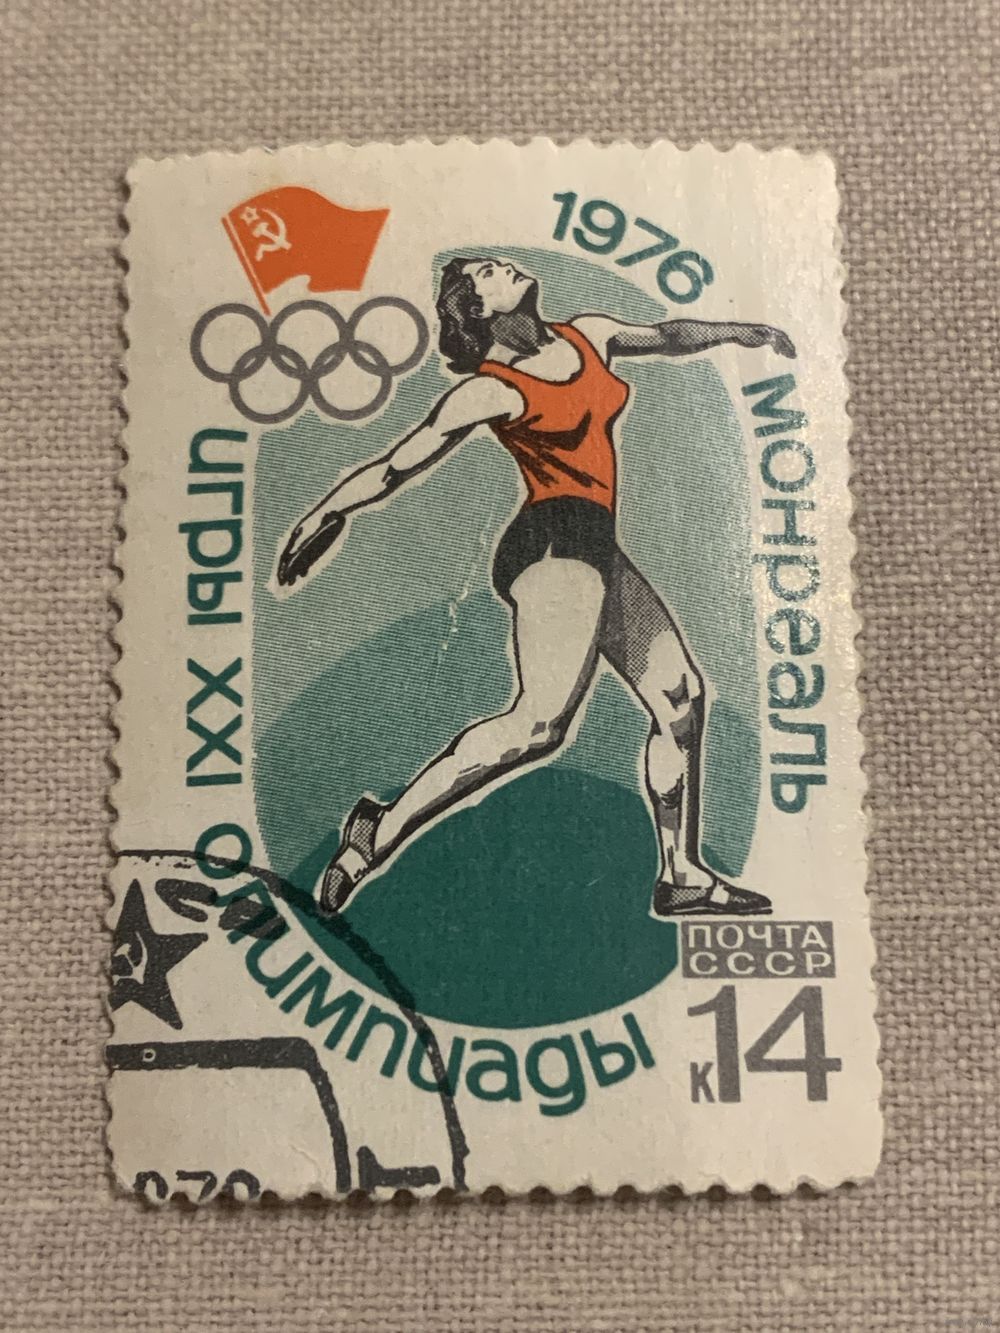 игры XXI олимпиады
монреаль
1976
ПОЧТА
СССР
к14